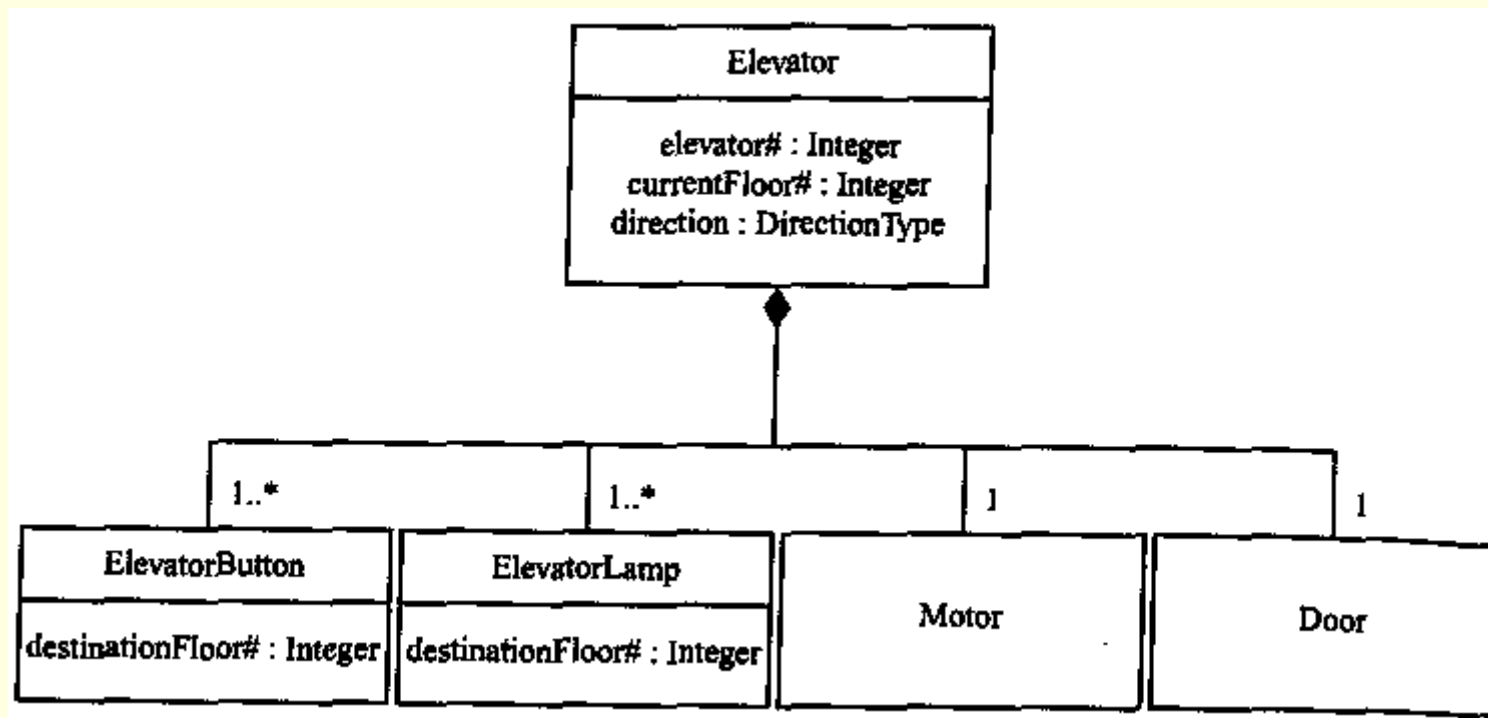 Elevator
elevator# : Integer
currentFloor# : Integer
direction : DirectionType
1..*
1..*
1
1
ElevatorButton
destinationFloor# : Integer
ElevatorLamp
destinationFloor# : Integer
Motor
Door